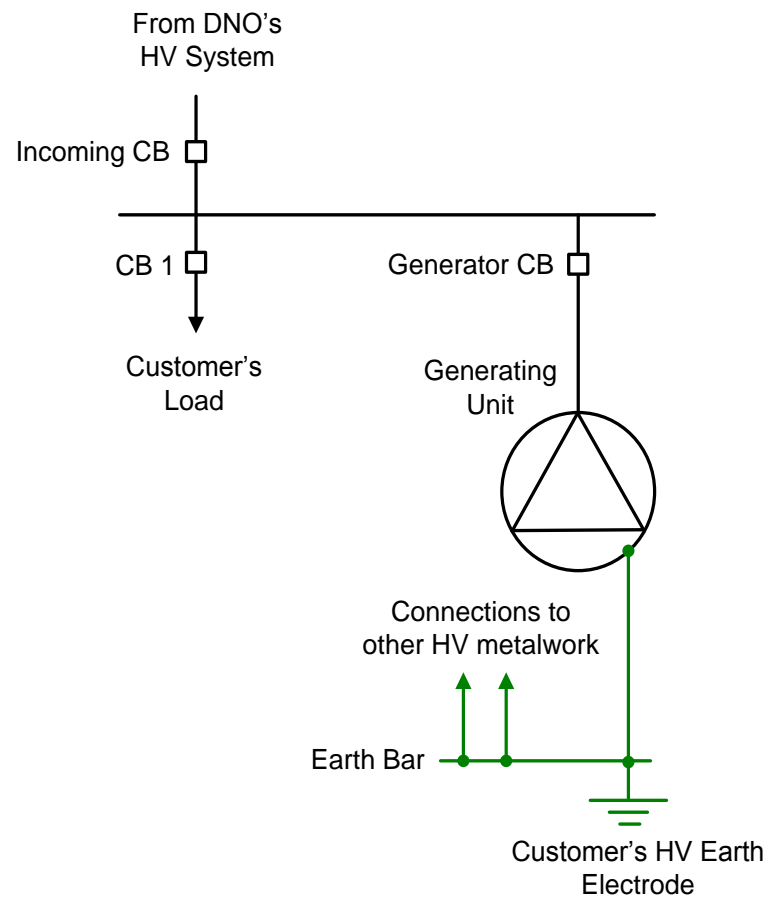 From DNO’s
HV System
Incoming CB
CB 1
Generator CB
Customer’s
Load
Generating
Unit
Connections to
other HV metalwork
Earth Bar
Customer’s HV Earth
Electrode